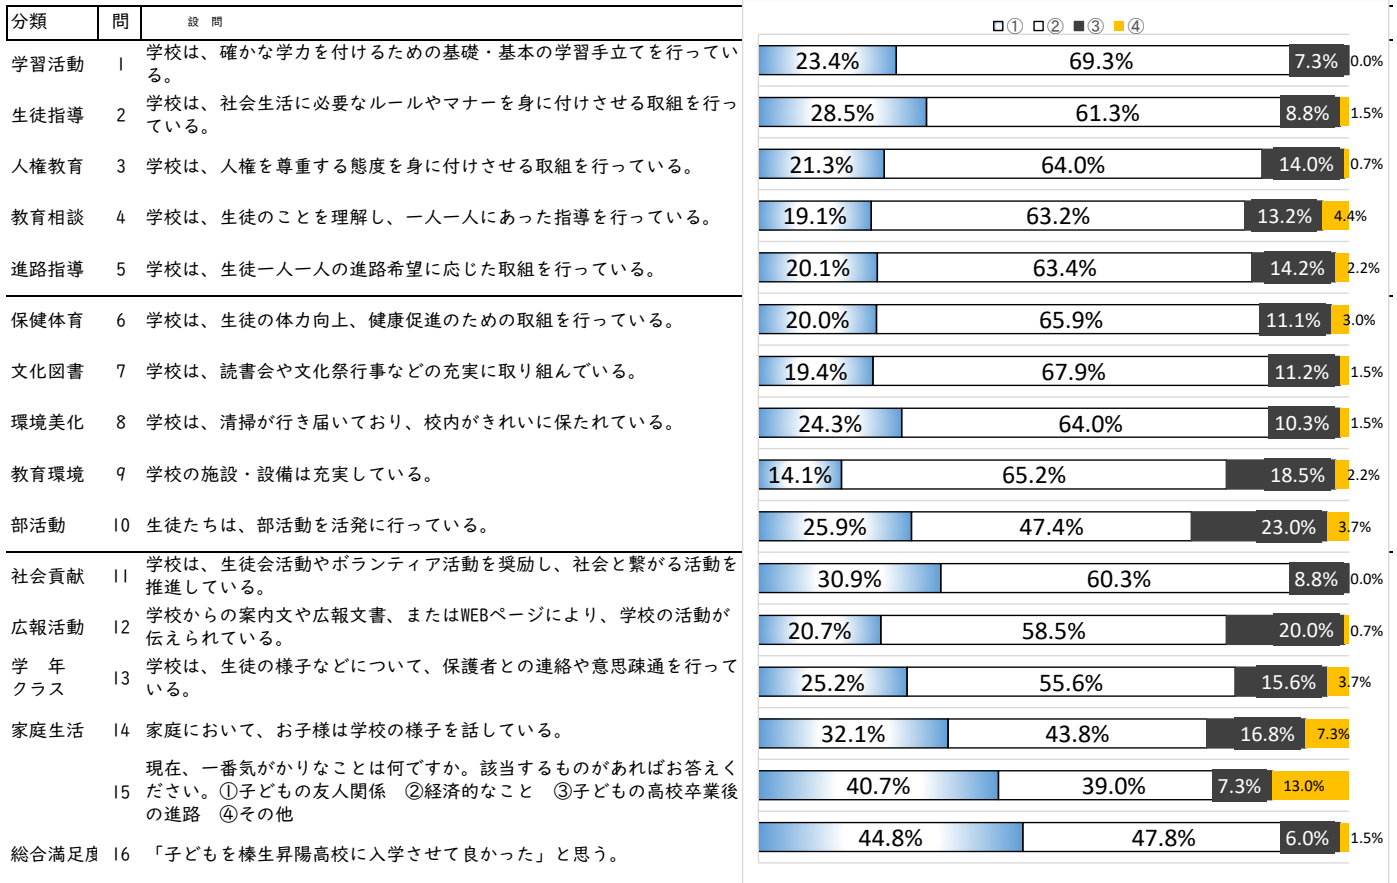 分類 問 設 問
□① □② ■③ ■④
学習活動 1 学校は、確かな学力を付けるための基礎・基本の学習手立てを行ってい
る。
23.4% 69.3% 7.3% 0.0%
生徒指導 2 学校は、社会生活に必要なルールやマナーを身に付けさせる取組を行っ
ている。
28.5% 61.3% 8.8% 1.5%
人権教育 3 学校は、人権を尊重する態度を身に付けさせる取組を行っている。
21.3% 64.0% 14.0% 0.7%
教育相談 4 学校は、生徒のことを理解し、一人一人にあった指導を行っている。
19.1% 63.2% 13.2% 4.4%
進路指導 5 学校は、生徒一人一人の進路希望に応じた取組を行っている。
20.1% 63.4% 14.2% 2.2%
保健体育 6 学校は、生徒の体力向上、健康促進のための取組を行っている。
20.0% 65.9% 11.1% 3.0%
文化図書 7 学校は、読書会や文化祭行事などの充実に取り組んでいる。
19.4% 67.9% 11.2% 1.5%
環境美化 8 学校は、清掃が行き届いており、校内がきれいに保たれている。
24.3% 64.0% 10.3% 1.5%
教育環境 9 学校の施設・設備は充実している。
14.1% 65.2% 18.5% 2.2%
部活動 10 生徒たちは、部活動を活発に行っている。
25.9% 47.4% 23.0% 3.7%
社会貢献 11 学校は、生徒会活動やボランティア活動を奨励し、社会と繋がる活動を
推進している。
30.9% 60.3% 8.8% 0.0%
広報活動 12 学校からの案内文や広報文書、またはWEBページにより、学校の活動が
伝えられている。
20.7% 58.5% 20.0% 0.7%
学 年
クラス 13 学校は、生徒の様子などについて、保護者との連絡や意思疎通を行って
いる。
25.2% 55.6% 15.6% 3.7%
家庭生活 14 家庭において、お子様は学校の様子を話している。
32.1% 43.8% 16.8% 7.3%
15 現在、一番気がかりなことは何ですか。該当するものがあればお答えく
ださい。①子どもの友人関係 ②経済的なこと ③子どもの高校卒業後
の進路 ④その他
40.7% 39.0% 7.3% 13.0%
総合満足度 16 「子どもを榛生昇陽高校に入学させて良かった」と思う。
44.8% 47.8% 6.0% 1.5%